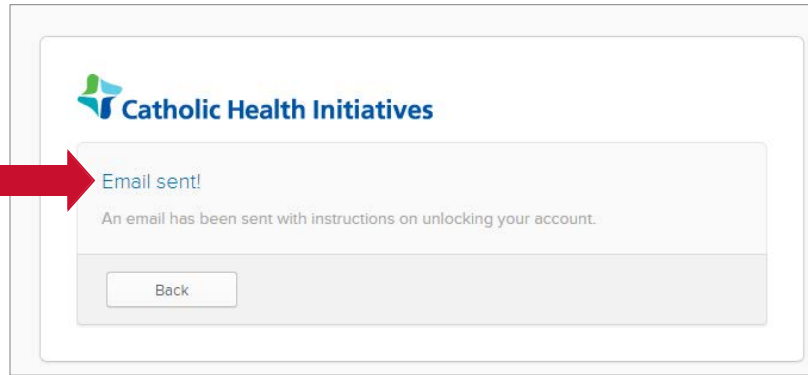 Catholic Health Initiatives
Email sent!
An email has been sent with instructions on unlocking your account.
Back